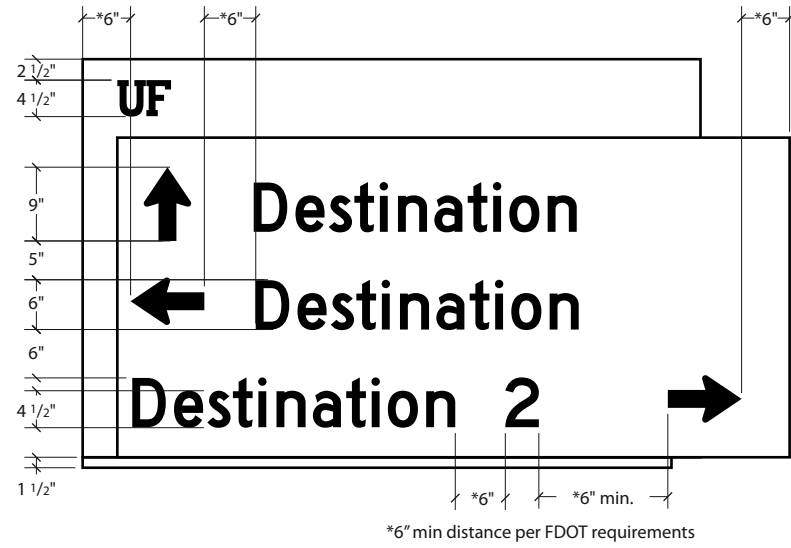 *6" *6" *6"
2 1/2"
4 1/2"
UF
9"
Destination
5"
6"
Destination
6"
4 1/2"
Destination 2
1 1/2"
*6" *6" min.
*6" min distance per FDOT requirements